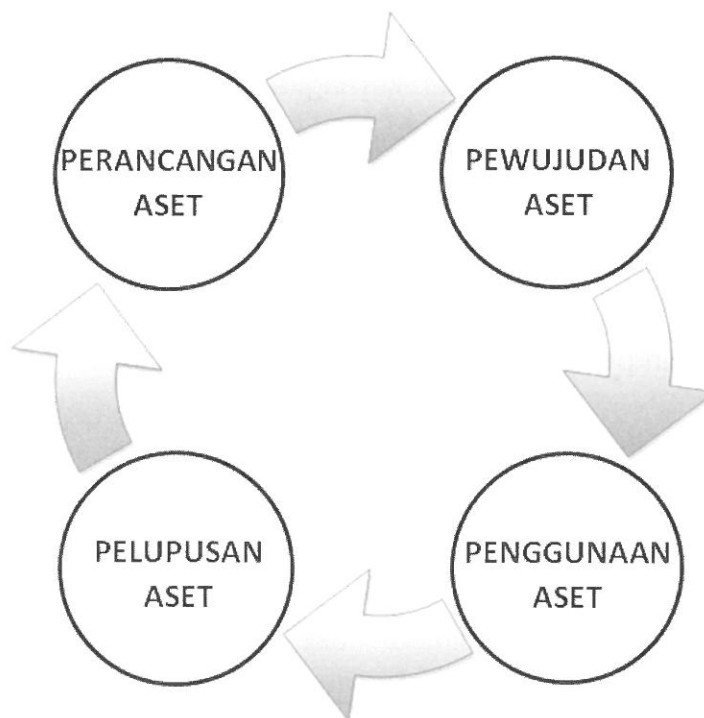 PERANCANGAN
ASET
PEWUJUDAN
ASET
PENGGUNAAN
ASET
PELUPUSAN
ASET